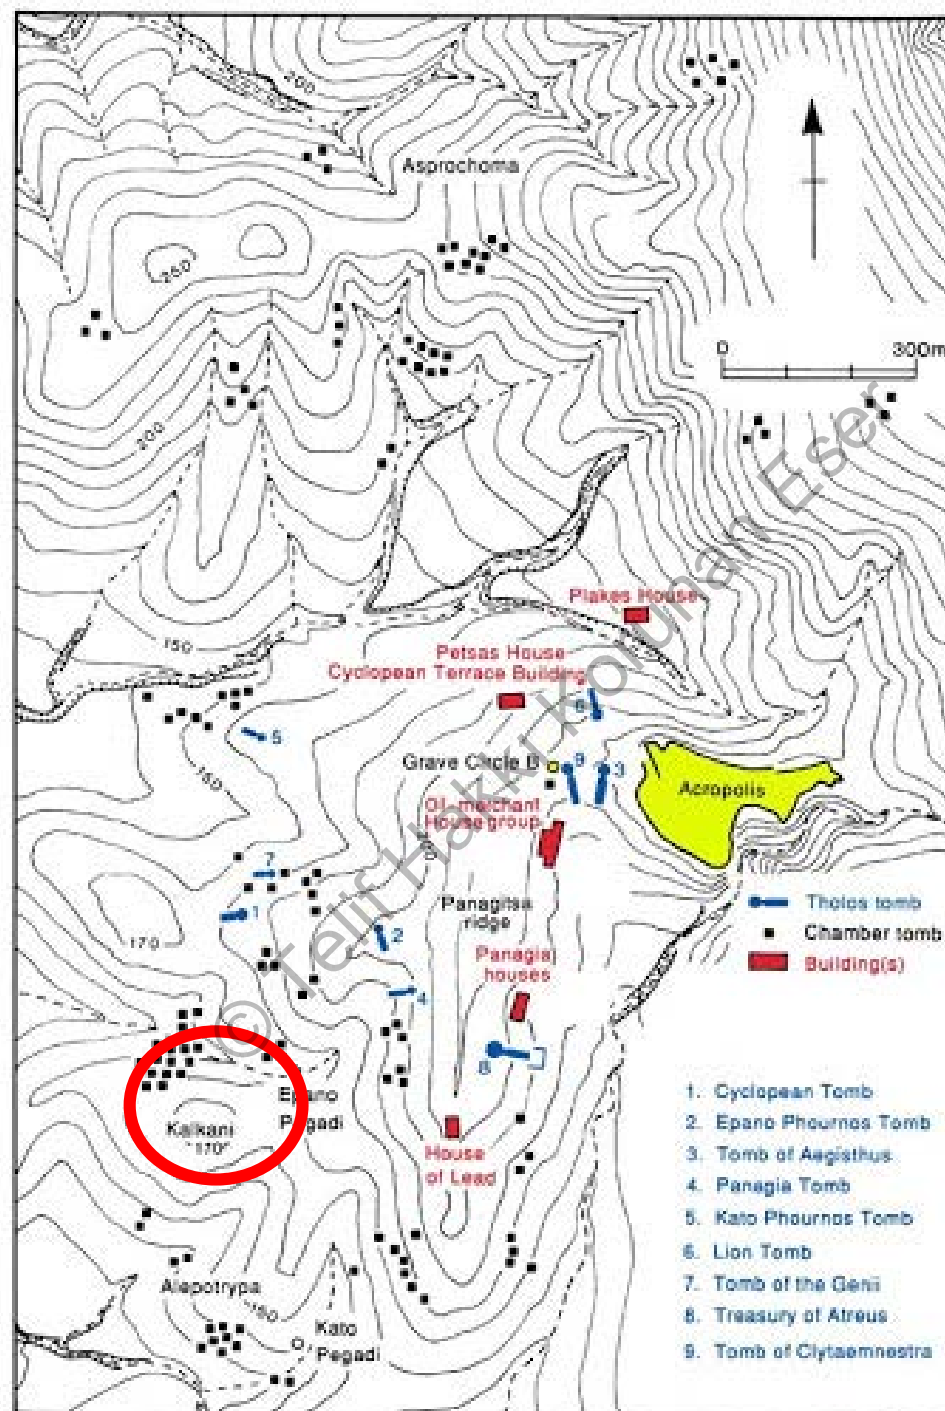 200
Asprochoma
250
0 300m
200
Plakes House
150
Petsas House
Cyclopean Terrace Building
6
5
Grave Circle B
9
3
150
Acropolis
Oil-merchant
House group
7
Tholos tomb
1
Panagitsa
ridge
Chamber tomb
170
2
Panagia
houses
Building(s)
4
8
Epano
Pegadi
Kalkani
"170"
House
of Lead
1. Cyclopean Tomb
2. Epano Phournos Tomb
3. Tomb of Aegisthus
4. Panagia Tomb
5. Kato Phournos Tomb
6. Lion Tomb
7. Tomb of the Genii
8. Treasury of Atreus
9. Tomb of Clytaemnestra
Alepotrypa
150
Kato
Pegadi
© Telif Hakkı Kolunan Eser